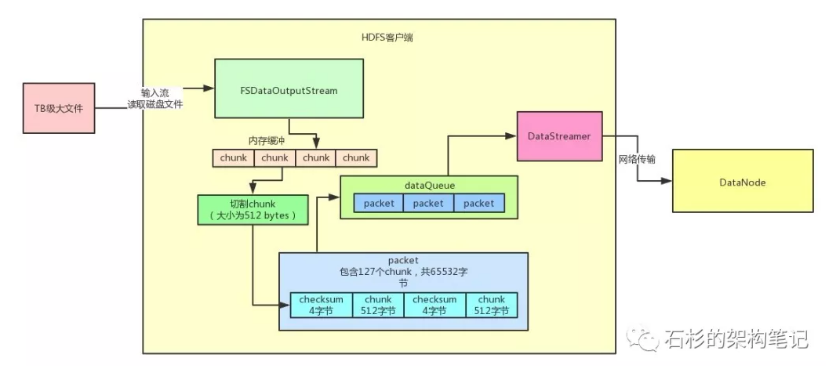 HDFS客户端
TB级大文件
输入流
读取磁盘文件
FSDataOutputStream
内存缓冲
chunk chunk chunk chunk
切割chunk
（大小为512 bytes）
dataQueue
packet packet packet
DataStreamer
网络传输
DataNode
packet
包含127个chunk，共65532字
节
checksum chunk checksum chunk
4字节 512字节 4字节 512字节
石杉的架构笔记